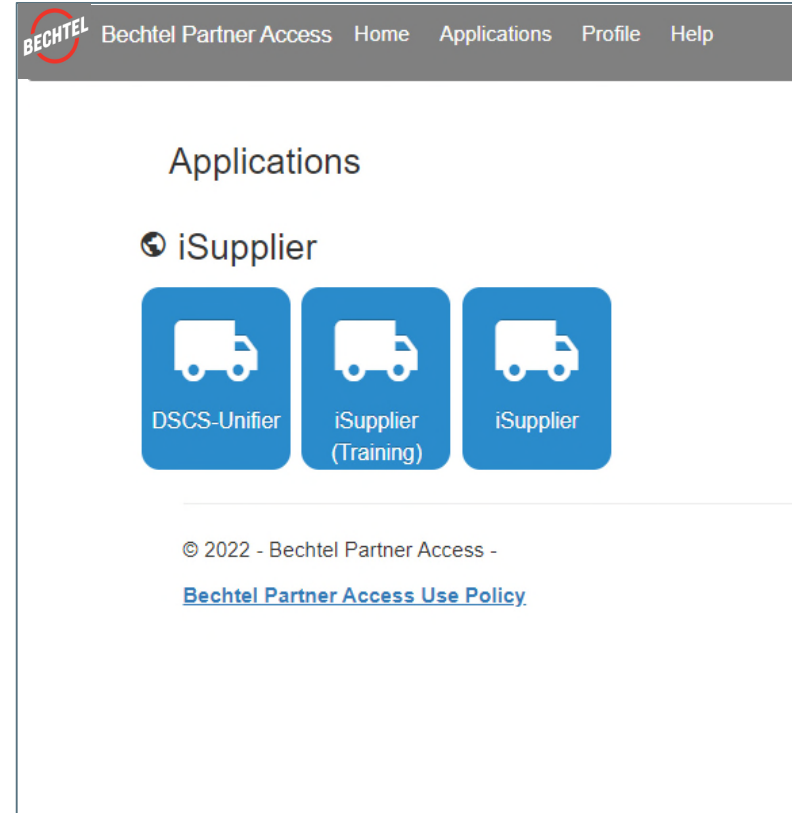 BECHTEL Bechtel Partner Access Home Applications Profile Help
Applications
iSupplier
DSCS-Unifier iSupplier iSupplier
(Training)
© 2022 - Bechtel Partner Access -
Bechtel Partner Access Use Policy